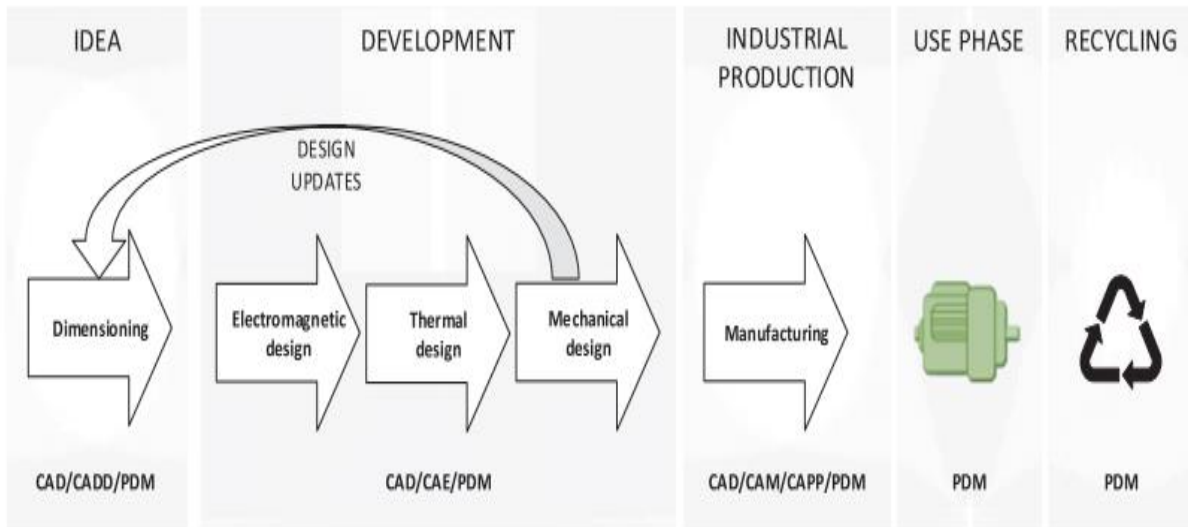 IDEA
DEVELOPMENT
INDUSTRIAL
PRODUCTION
USE PHASE
RECYCLING
DESIGN
UPDATES
Dimensioning
Electromagnetic
design
Thermal
design
Mechanical
design
Manufacturing
CAD/CADD/PDM
CAD/CAE/PDM
CAD/CAM/CAPP/PDM
PDM
PDM